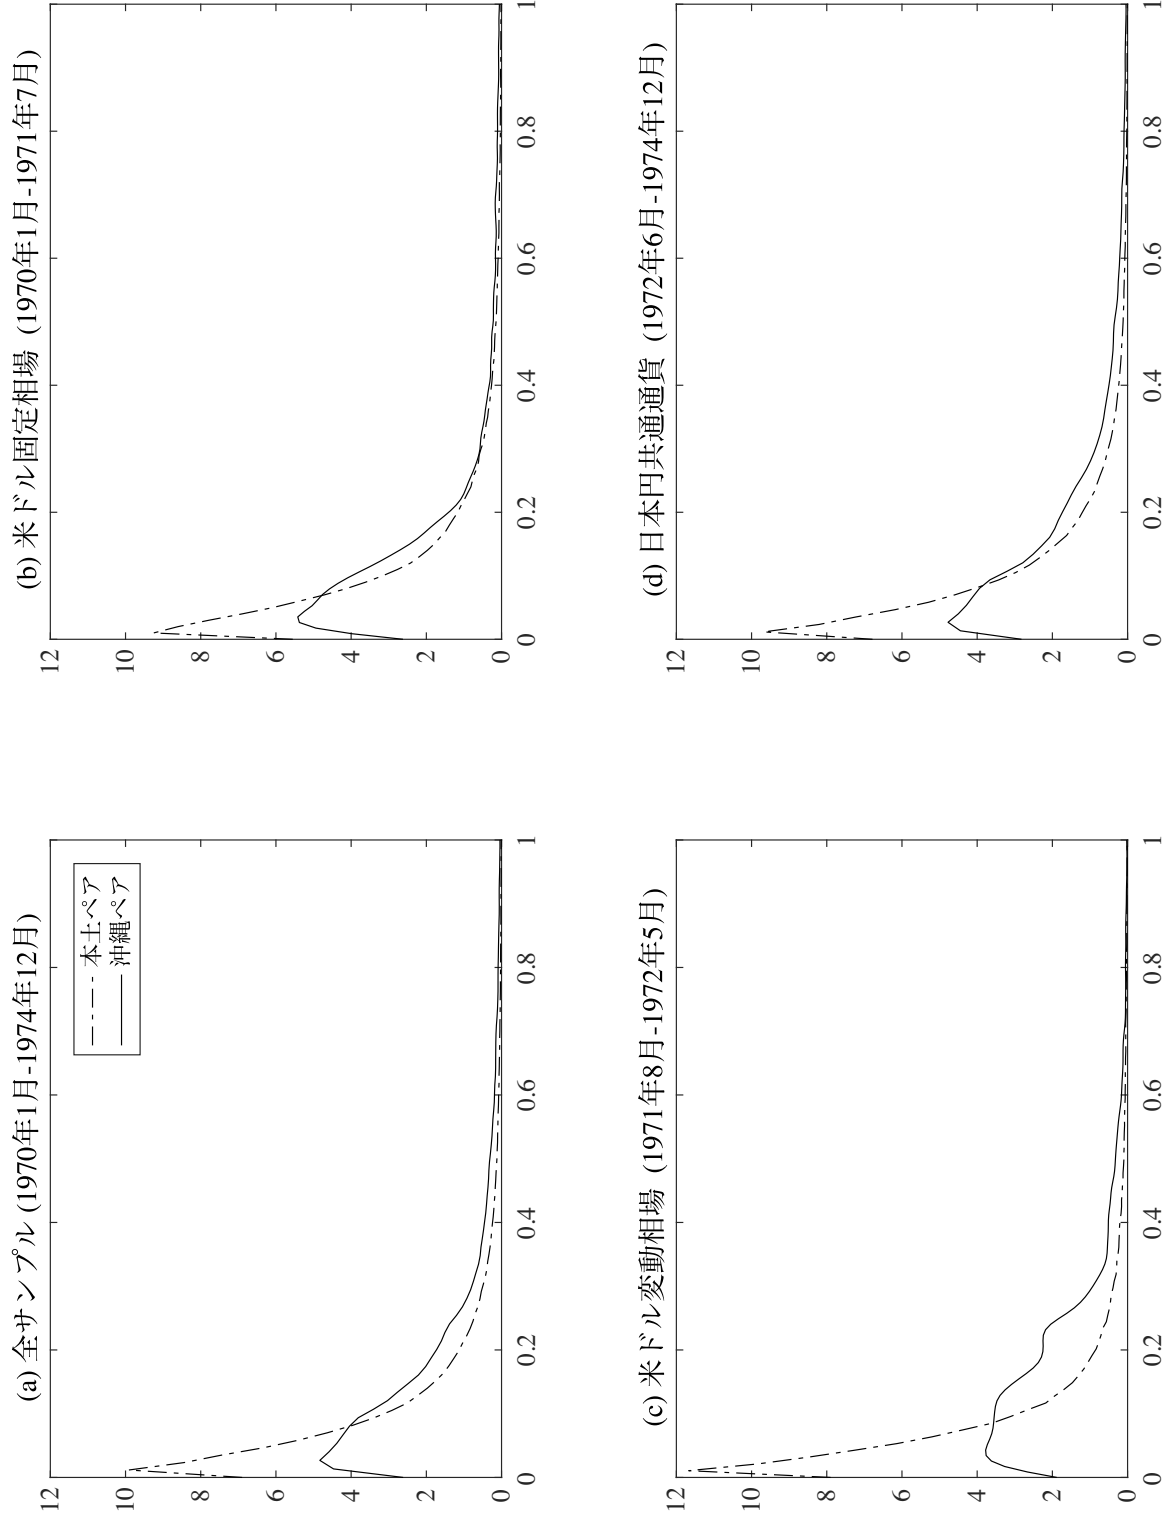 (a) 全サンプル (1970年1月-1974年12月)
12
10
8
6
4
2
0
0 0.2 0.4 0.6 0.8 1
本土ペア
沖縄ペア
(b) 米ドル固定相場 (1970年1月-1971年7月)
12
10
8
6
4
2
0
0 0.2 0.4 0.6 0.8 1
(c) 米ドル変動相場 (1971年8月-1972年5月)
12
10
8
6
4
2
0
0 0.2 0.4 0.6 0.8 1
(d) 日本円共通通貨 (1972年6月-1974年12月)
12
10
8
6
4
2
0
0 0.2 0.4 0.6 0.8 1